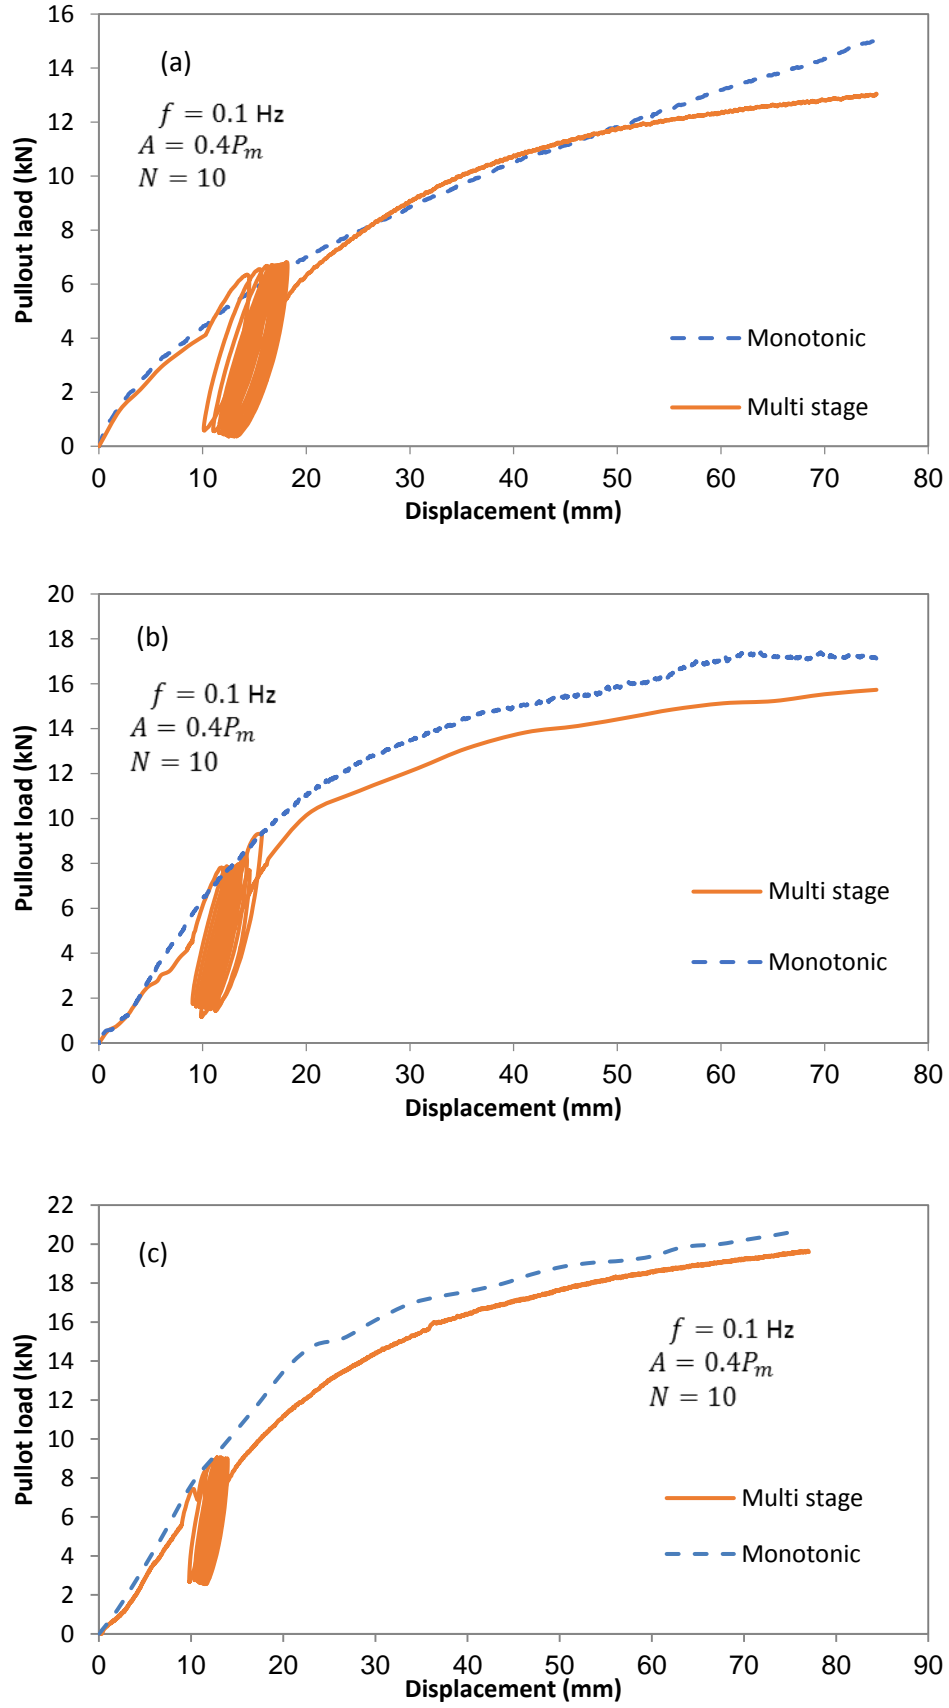 16
14
12
10
8
6
4
2
0
Pullout laod (kN)
(a)
f = 0.1 Hz
A = 0.4P_m
N = 10
Monotonic
Multi stage
0 10 20 30 40 50 60 70 80
Displacement (mm)
20
18
16
14
12
10
8
6
4
2
0
Pullout load (kN)
(b)
f = 0.1 Hz
A = 0.4P_m
N = 10
Multi stage
Monotonic
0 10 20 30 40 50 60 70 80
Displacement (mm)
22
20
18
16
14
12
10
8
6
4
2
0
Pullot load (kN)
(c)
f = 0.1 Hz
A = 0.4P_m
N = 10
Multi stage
Monotonic
0 10 20 30 40 50 60 70 80 90
Displacement (mm)